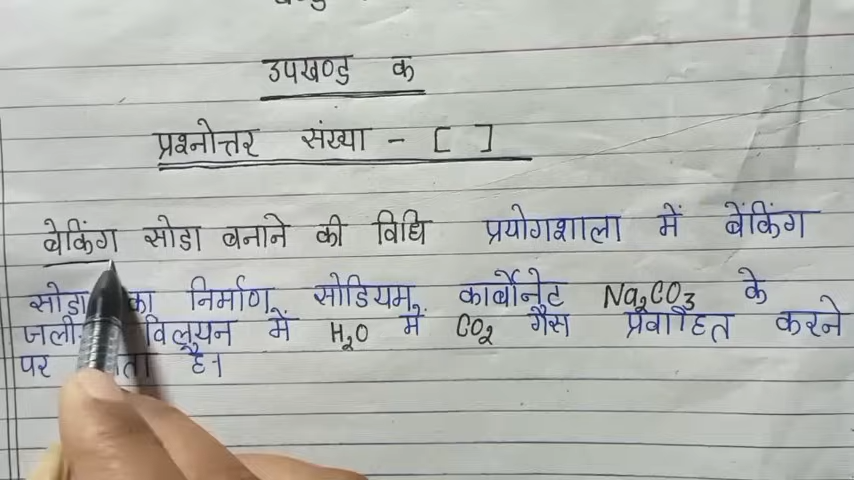 उपखण्ड क
प्रश्नोत्तर संख्या - [ ]
बेकिंग सोडा बनाने की विधि प्रयोगशाला में बेंकिंग
सोडा का निर्माण सोडियम कार्बोनेट Na₂CO₃ के
विलयन में H₂O में CO₂ गैस प्रवाहित करने
पर है।